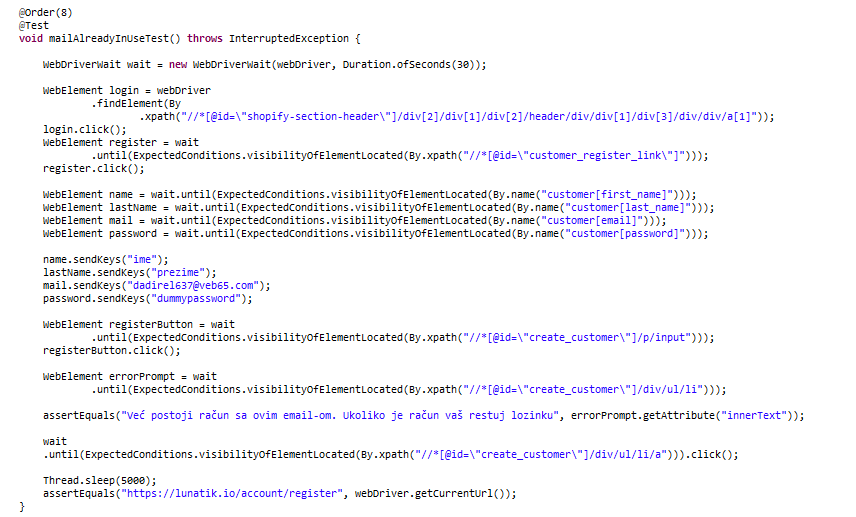 @Order(8)
@Test
void mailAlreadyInUseTest() throws InterruptedException {
WebDriverWait wait = new WebDriverWait(webDriver, Duration.ofSeconds(30));
WebElement login = webDriver
.findElement(By
.xpath("//*[@id=\"shopify-section-header\"]/div[2]/div[1]/div[2]/header/div/div[1]/div[3]/div/div/a[1]"));
login.click();
WebElement register = wait
.until(ExpectedConditions.visibilityOfElementLocated(By.xpath("//*[@id=\"customer_register_link\"]")));
register.click();
WebElement name = wait.until(ExpectedConditions.visibilityOfElementLocated(By.name("customer[first_name]")));
WebElement lastName = wait.until(ExpectedConditions.visibilityOfElementLocated(By.name("customer[last_name]")));
WebElement mail = wait.until(ExpectedConditions.visibilityOfElementLocated(By.name("customer[email]")));
WebElement password = wait.until(ExpectedConditions.visibilityOfElementLocated(By.name("customer[password]")));
name.sendKeys("ime");
lastName.sendKeys("prezime");
mail.sendKeys("dadirel637@veb65.com");
password.sendKeys("dummypassword");
WebElement registerButton = wait
.until(ExpectedConditions.visibilityOfElementLocated(By.xpath("//*[@id=\"create_customer\"]/p/input")));
registerButton.click();
WebElement errorPrompt = wait
.until(ExpectedConditions.visibilityOfElementLocated(By.xpath("//*[@id=\"create_customer\"]/div/ul/li")));
assertEquals("Već postoji račun sa ovim email-om. Ukoliko je račun vaš restuj lozinku", errorPrompt.getAttribute("innerText"));
wait
.until(ExpectedConditions.visibilityOfElementLocated(By.xpath("//*[@id=\"create_customer\"]/div/ul/li/a"))).click();
Thread.sleep(5000);
assertEquals("https://lunatik.io/account/register", webDriver.getCurrentUrl());
}